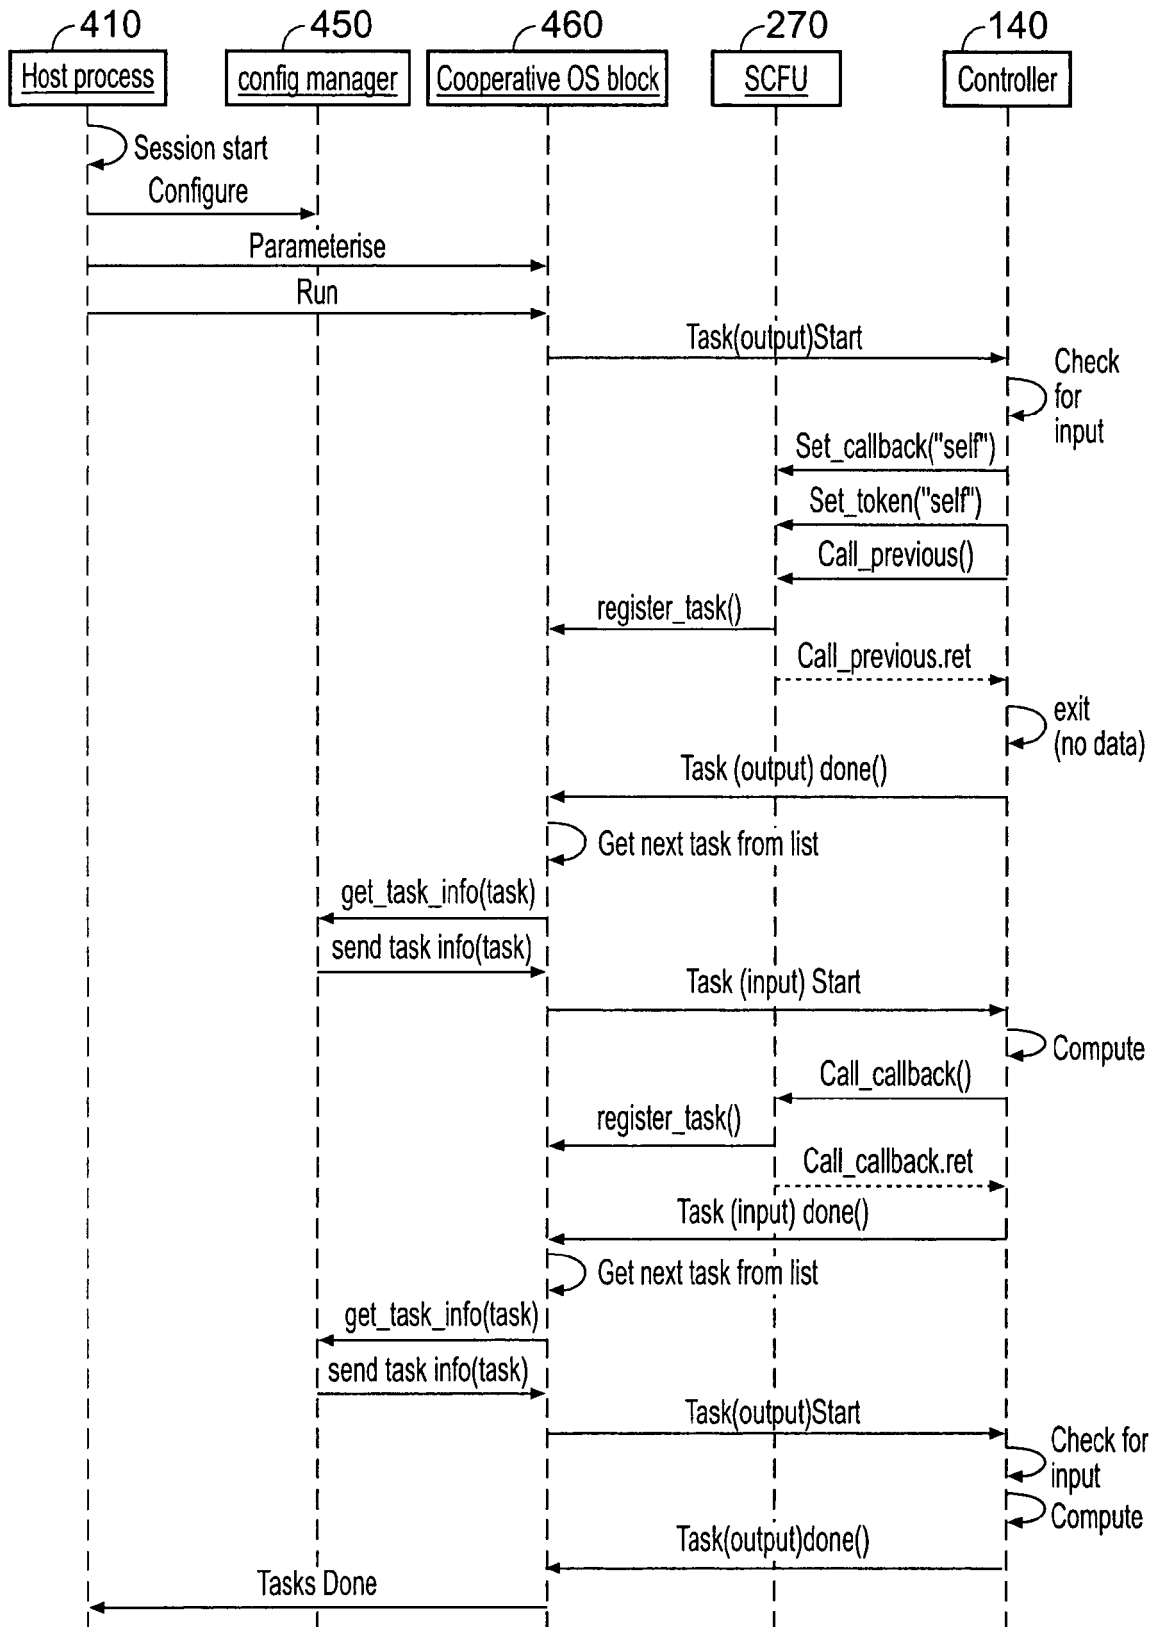 410
450
460
270
140
Host process
config manager
Cooperative OS block
SCFU
Controller
Session start
Configure
Parameterise
Run
Task(output)Start
Check
for
input
Set_callback("self")
Set_token("self")
Call_previous()
register_task()
Call_previous.ret
exit
(no data)
Task (output) done()
Get next task from list
get_task_info(task)
send task info(task)
Task (input) Start
Compute
Call_callback()
register_task()
Call_callback.ret
Task (input) done()
Get next task from list
get_task_info(task)
send task info(task)
Task(output)Start
Check for
input
Compute
Task(output)done()
Tasks Done